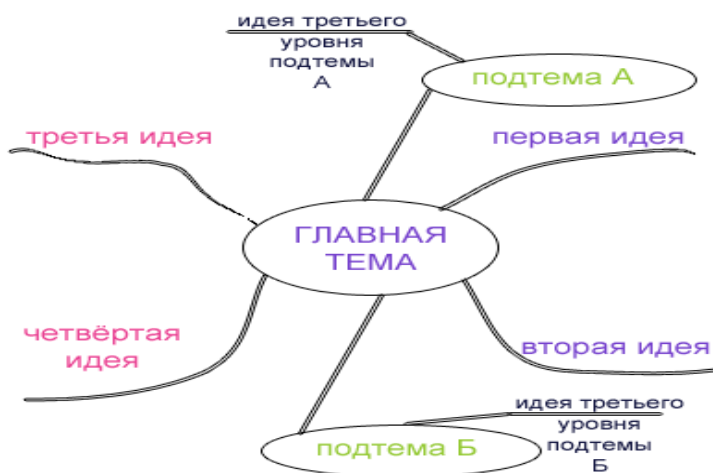 идея третьего
уровня
подтемы
А
подтема А
третья идея
первая идея
ГЛАВНАЯ
ТЕМА
четвёртая
идея
вторая идея
идея третьего
уровня
подтемы
Б
подтема Б